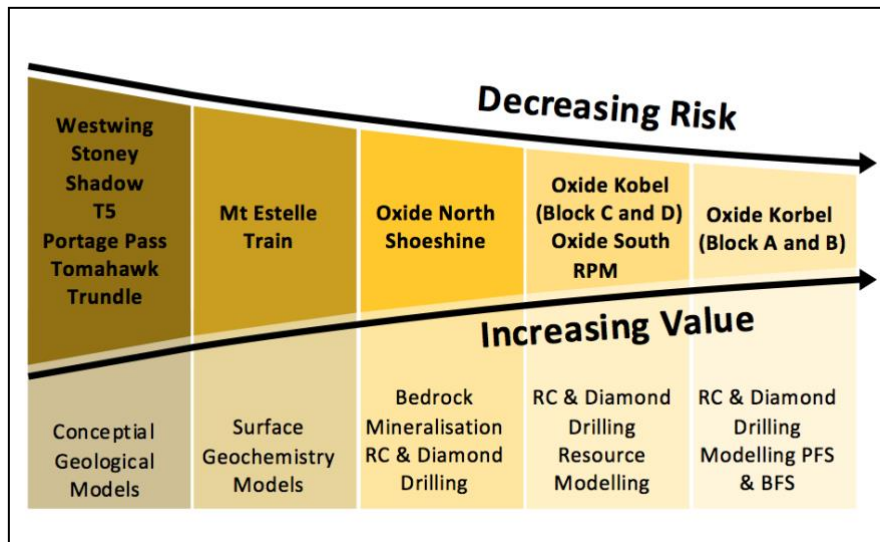 Decreasing Risk
Westwing
Stoney
Shadow
T5
Portage Pass
Tomahawk
Trundle
Mt Estelle
Train
Oxide North
Shoeshine
Oxide Kobel
(Block C and D)
Oxide South
RPM
Oxide Korbel
(Block A and B)
Increasing Value
Conceptial
Geological
Models
Surface
Geochemistry
Models
Bedrock
Mineralisation
RC & Diamond
Drilling
RC & Diamond
Drilling
Resource
Modelling
RC & Diamond
Drilling
Modelling PFS
& BFS